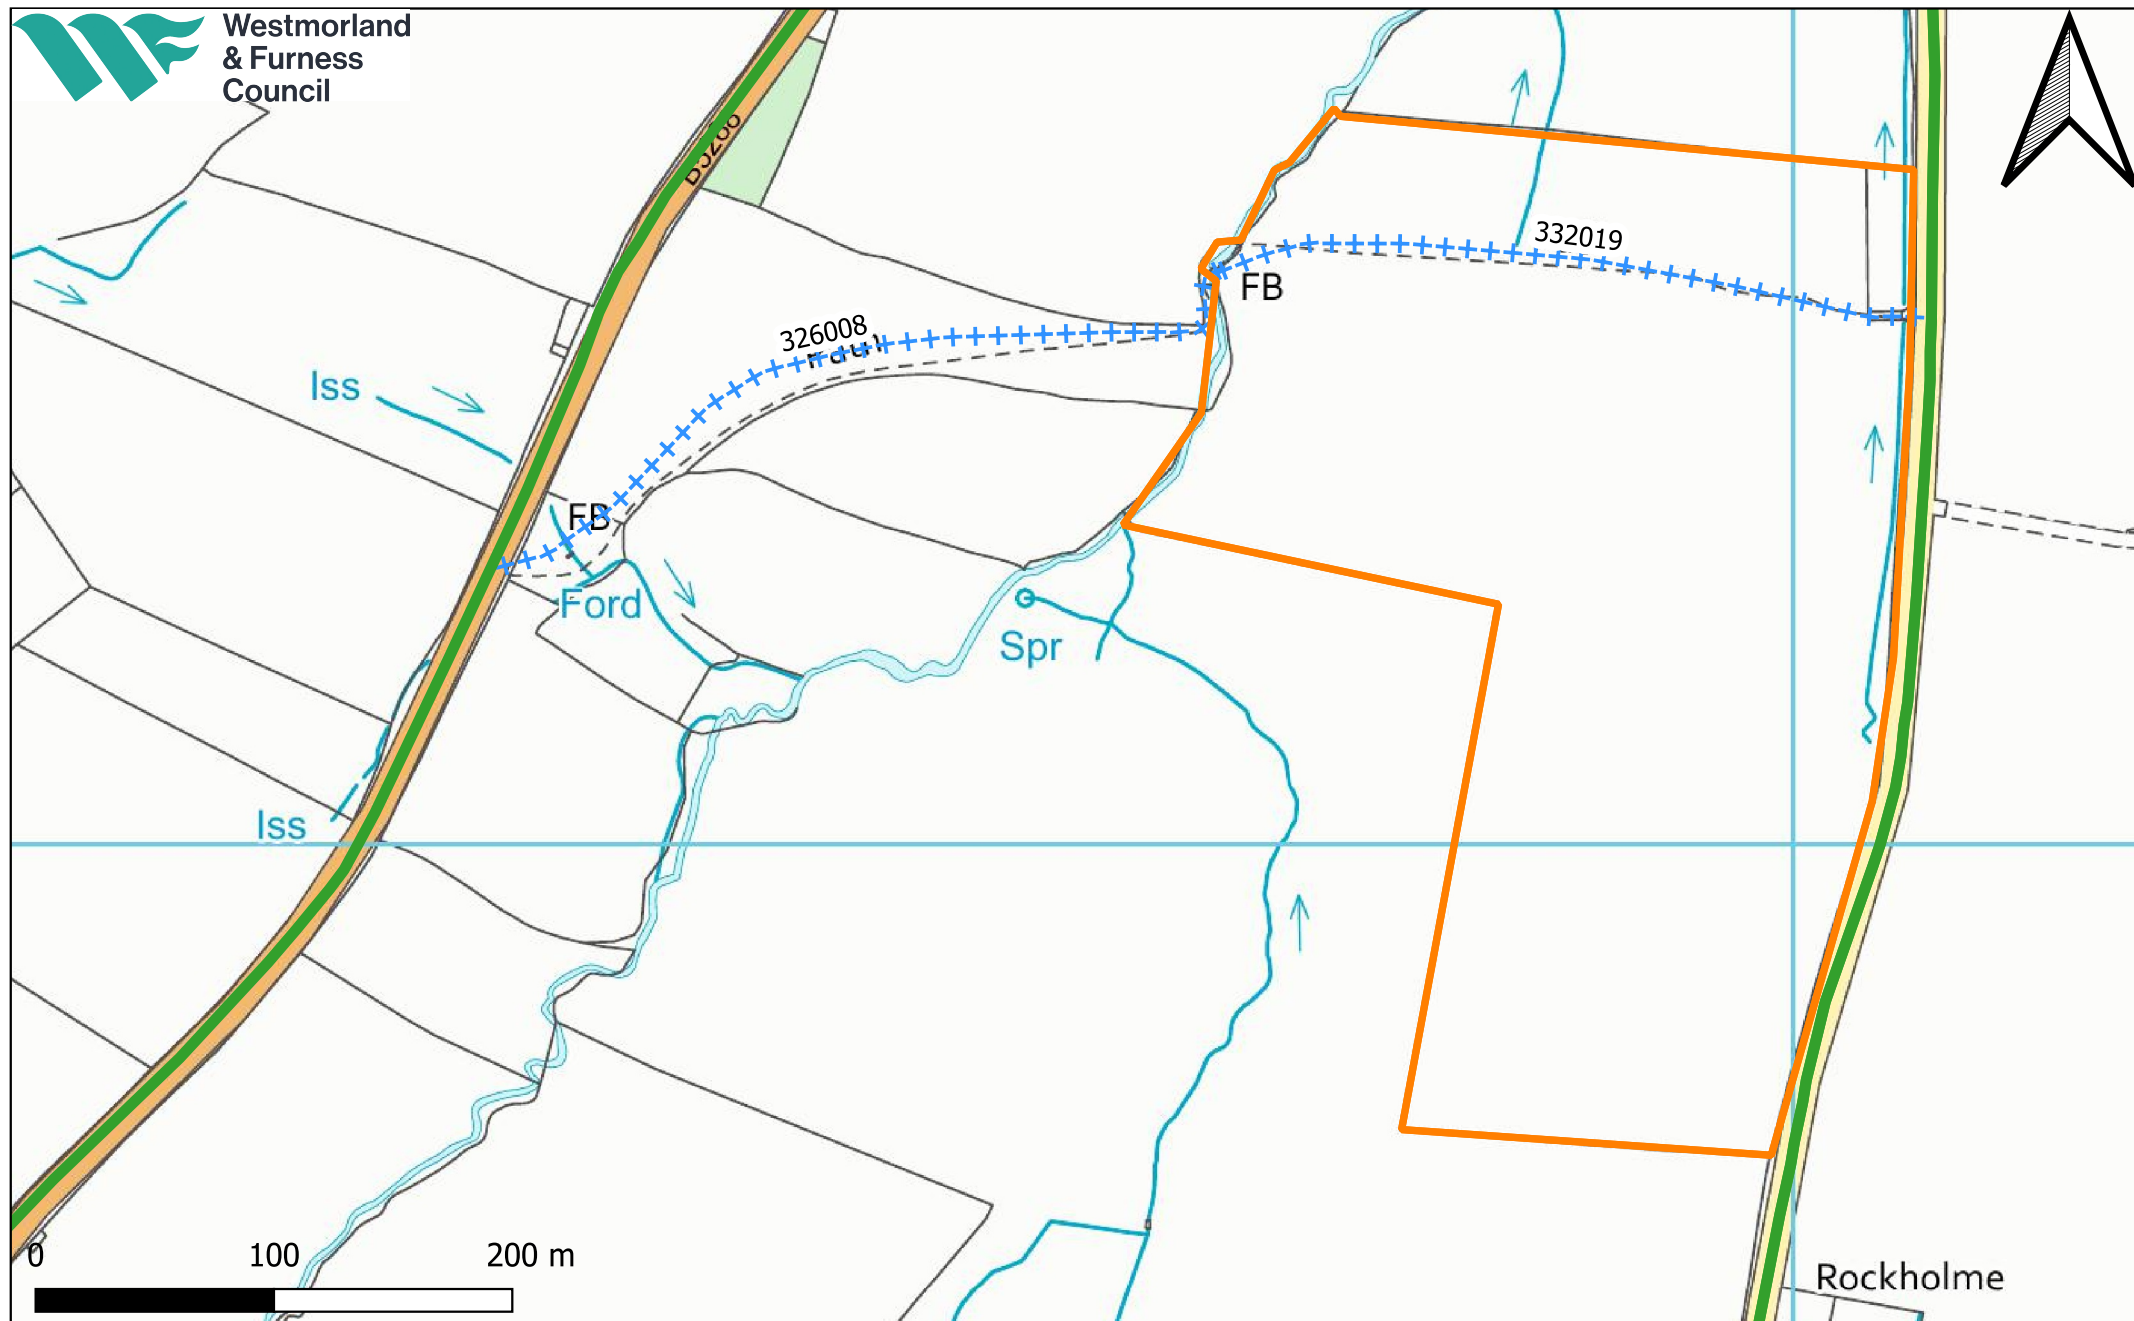 Westmorland
& Furness
Council
332019
FB
326008
Iss
FB
Ford
Spr
Iss
0 100 200 m
Rockholme